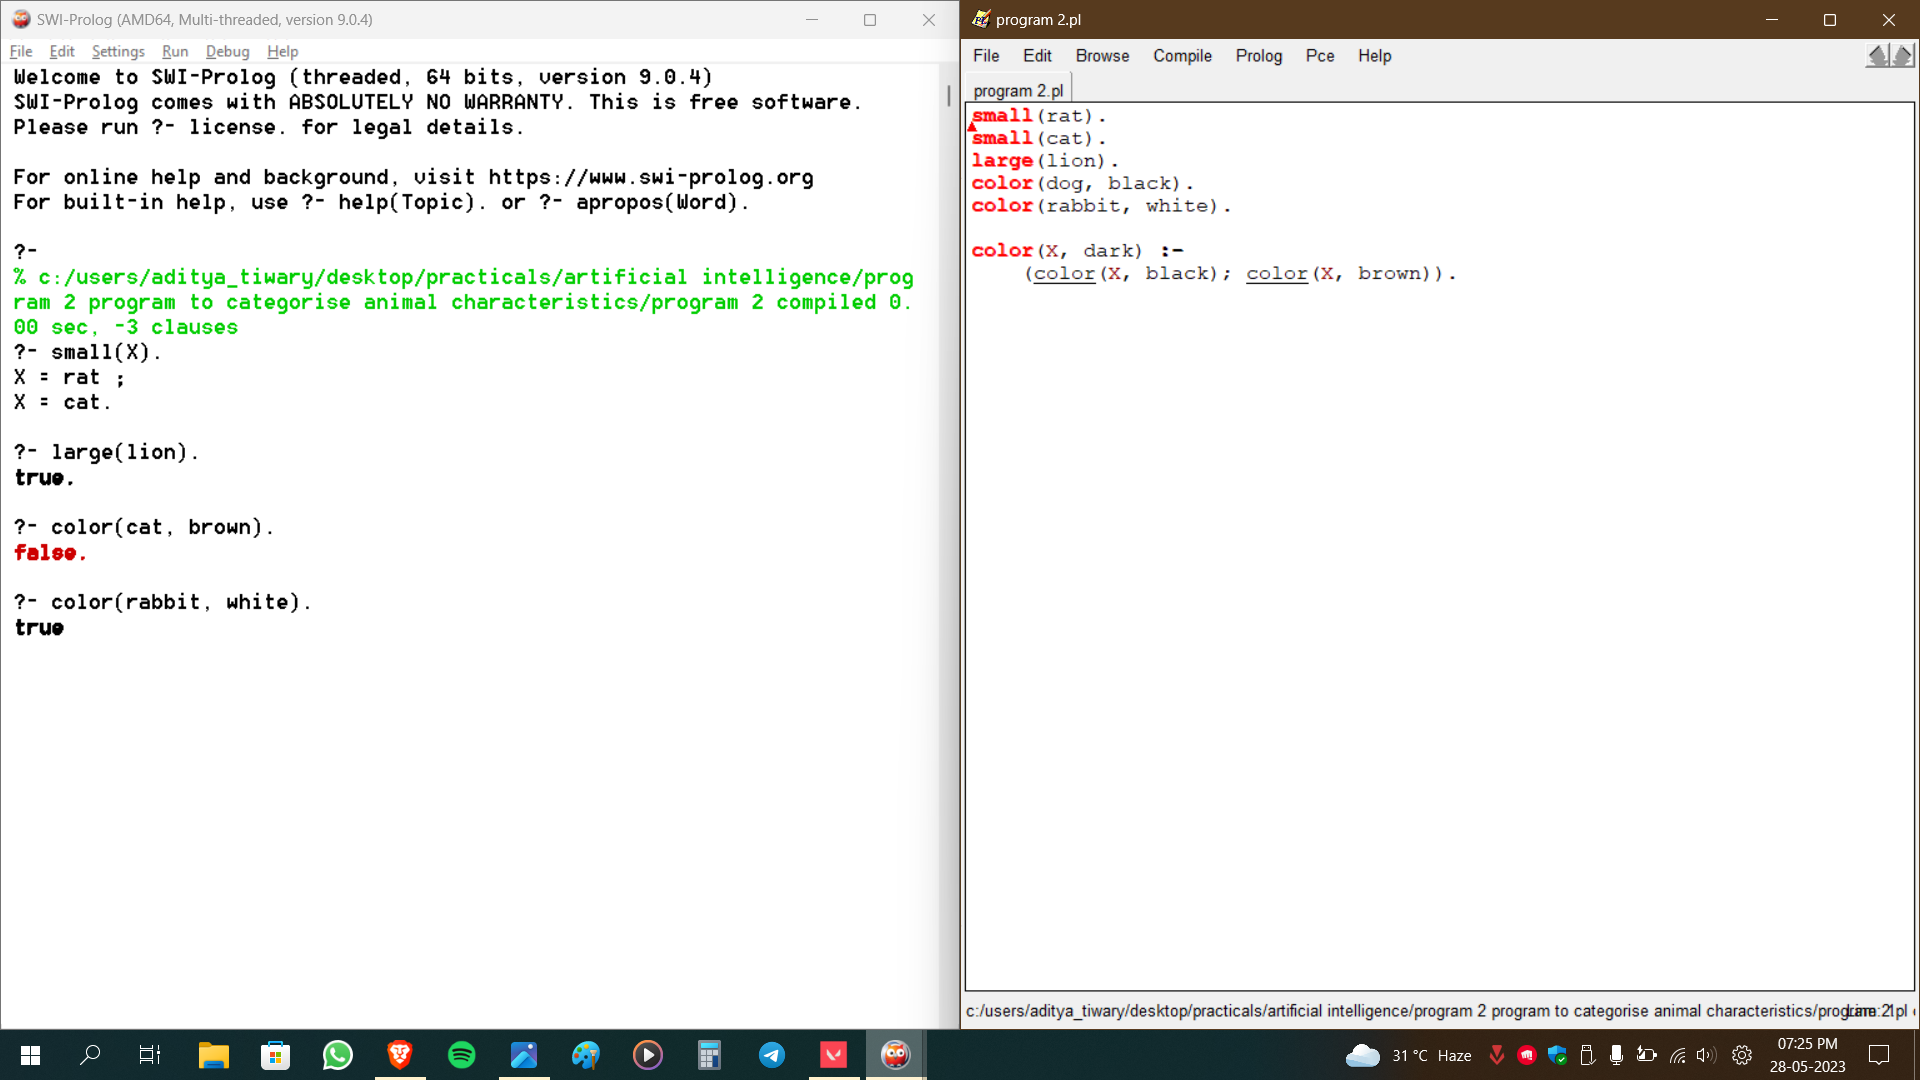 SWI-Prolog (AMD64, Multi-threaded, version 9.0.4)
File Edit Settings Run Debug Help
Welcome to SWI-Prolog (threaded, 64 bits, version 9.0.4)
SWI-Prolog comes with ABSOLUTELY NO WARRANTY. This is free software.
Please run ?- license. for legal details.
For online help and background, visit https://www.swi-prolog.org
For built-in help, use ?- help(Topic). or ?- apropos(Word).
?-
% c:/users/aditya_tiwary/desktop/practicals/artificial intelligence/prog
ram 2 program to categorise animal characteristics/program 2 compiled 0.
00 sec, -3 clauses
?- small(X).
X = rat ;
X = cat.
?- large(lion).
true.
?- color(cat, brown).
false.
?- color(rabbit, white).
true
program 2.pl
File Edit Browse Compile Prolog Pce Help
program 2.pl
small(rat).
small(cat).
large(lion).
color(dog, black).
color(rabbit, white).
color(X, dark) :-
(color(X, black); color(X, brown)).
c:/users/aditya_tiwary/desktop/practicals/artificial intelligence/program 2 program to categorise animal characteristics/
31 °C Haze
07:25 PM
28-05-2023